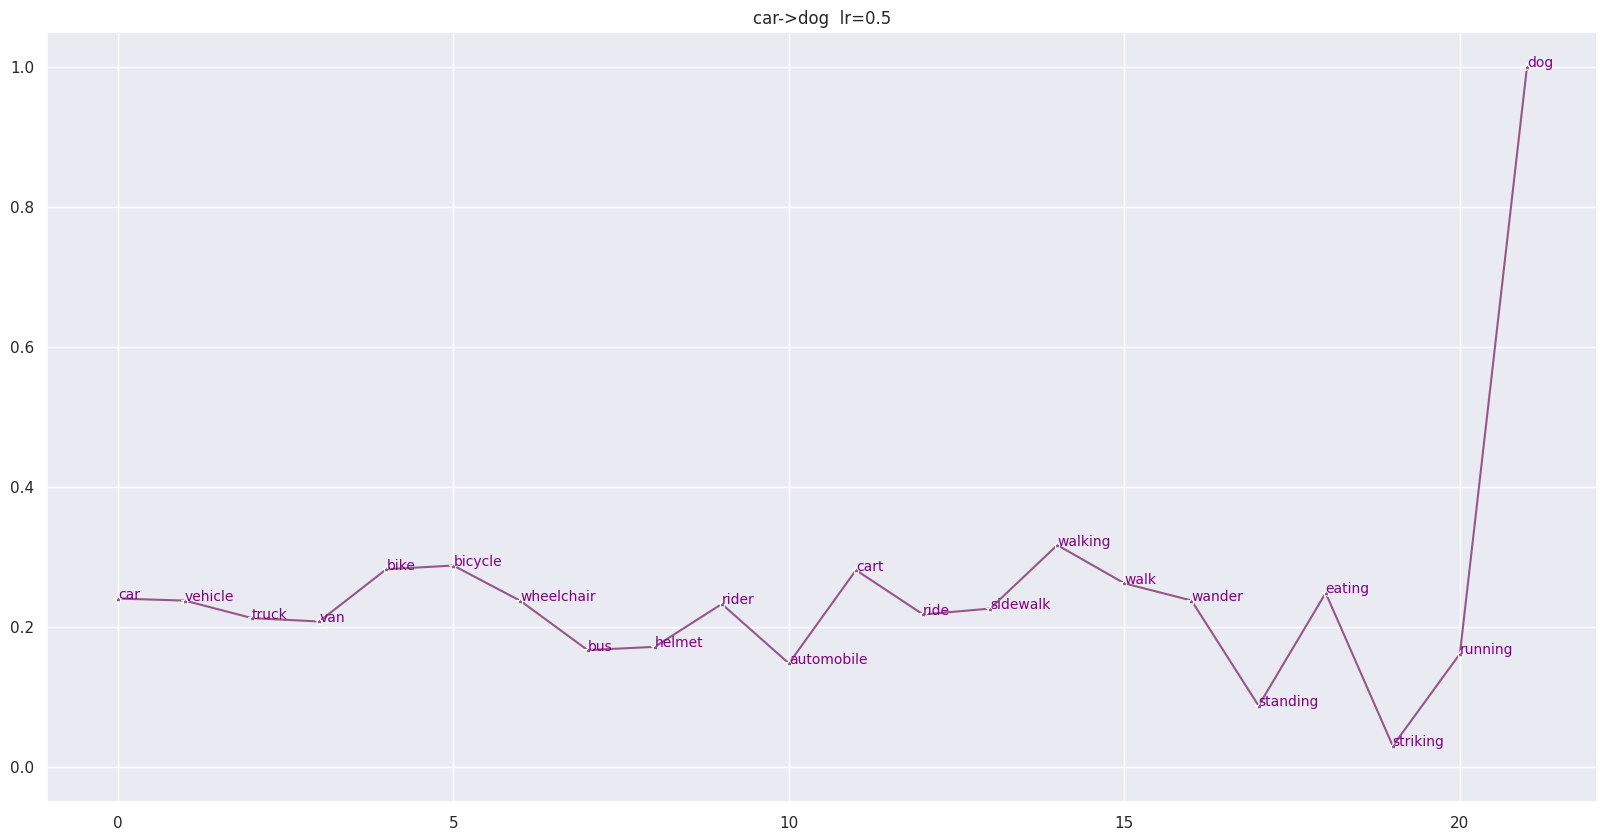 car->dog  lr=0.5
1.0
0.8
0.6
0.4
0.2
0.0
car
vehicle
truck
van
bike
bicycle
wheelchair
bus
helmet
rider
automobile
cart
ride
sidewalk
walking
walk
wander
standing
eating
striking
running
dog
0 5 10 15 20